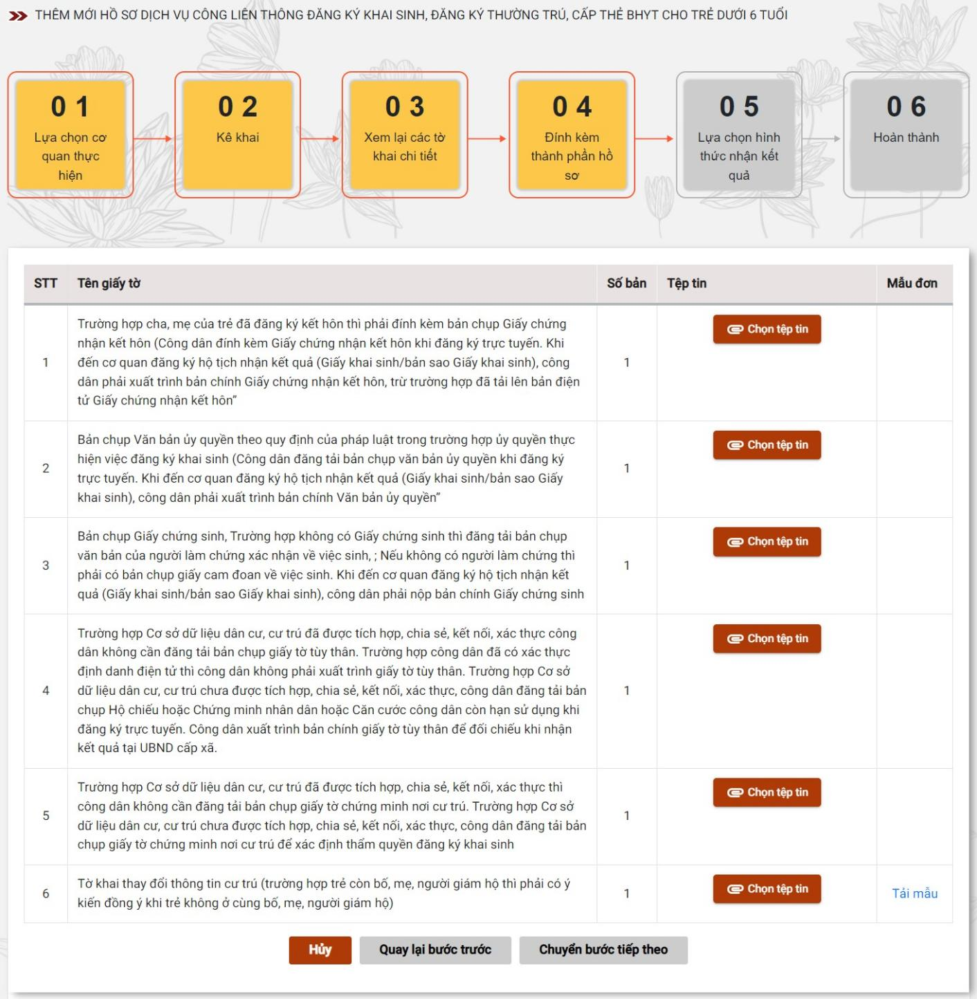 THÊM MỚI HỒ SƠ DỊCH VỤ CÔNG LIÊN THÔNG ĐĂNG KÝ KHAI SINH, ĐĂNG KÝ THƯỜNG TRÚ, CẤP THẺ BHYT CHO TRẺ DƯỚI 6 TUỔI
0 1
Lựa chọn cơ
quan thực
hiện
0 2
Kê khai
0 3
Xem lại các tờ
khai chi tiết
0 4
Đính kèm
thành phần hồ
sơ
0 5
Lựa chọn hình
thức nhận kết
quả
0 6
Hoàn thành
STT Tên giấy tờ Số bản Tệp tin Mẫu đơn
1
Trường hợp cha, mẹ của trẻ đã đăng ký kết hôn thì phải đính kèm bản chụp Giấy chứng
nhận kết hôn (Công dân đính kèm Giấy chứng nhận kết hôn khi đăng ký trực tuyến. Khi
đến cơ quan đăng ký hộ tịch nhận kết quả (Giấy khai sinh/bản sao Giấy khai sinh), công
dân phải xuất trình bản chính Giấy chứng nhận kết hôn, trừ trường hợp đã tải lên bản điện
tử Giấy chứng nhận kết hôn”
1
Chọn tệp tin
2
Bản chụp Văn bản ủy quyền theo quy định của pháp luật trong trường hợp ủy quyền thực
hiện việc đăng ký khai sinh (Công dân đăng tải bản chụp văn bản ủy quyền khi đăng ký
trực tuyến. Khi đến cơ quan đăng ký hộ tịch nhận kết quả (Giấy khai sinh/bản sao Giấy
khai sinh), công dân phải xuất trình bản chính Văn bản ủy quyền”
1
Chọn tệp tin
3
Bản chụp Giấy chứng sinh, Trường hợp không có Giấy chứng sinh thì đăng tải bản chụp
văn bản của người làm chứng xác nhận về việc sinh, ; Nếu không có người làm chứng thì
phải có bản chụp giấy cam đoan về việc sinh. Khi đến cơ quan đăng ký hộ tịch nhận kết
quả (Giấy khai sinh/bản sao Giấy khai sinh), công dân phải nộp bản chính Giấy chứng sinh
1
Chọn tệp tin
4
Trường hợp Cơ sở dữ liệu dân cư, cư trú đã được tích hợp, chia sẻ, kết nối, xác thực công
dân không cần đăng tải bản chụp giấy tờ tùy thân. Trường hợp công dân đã có xác thực
định danh điện tử thì công dân không phải xuất trình giấy tờ tùy thân. Trường hợp Cơ sở
dữ liệu dân cư, cư trú chưa được tích hợp, chia sẻ, kết nối, xác thực, công dân đăng tải bản
chụp Hộ chiếu hoặc Chứng minh nhân dân hoặc Căn cước công dân còn hạn sử dụng khi
đăng ký trực tuyến. Công dân xuất trình bản chính giấy tờ tùy thân để đối chiếu khi nhận
kết quả tại UBND cấp xã.
1
Chọn tệp tin
5
Trường hợp Cơ sở dữ liệu dân cư, cư trú đã được tích hợp, chia sẻ, kết nối, xác thực thì
công dân không cần đăng tải bản chụp giấy tờ chứng minh nơi cư trú. Trường hợp Cơ sở
dữ liệu dân cư, cư trú chưa được tích hợp, chia sẻ, kết nối, xác thực, công dân đăng tải bản
chụp giấy tờ chứng minh nơi cư trú để xác định thẩm quyền đăng ký khai sinh
1
Chọn tệp tin
6
Tờ khai thay đổi thông tin cư trú (trường hợp trẻ còn bố, mẹ, người giám hộ thì phải có ý
kiến đồng ý khi trẻ không ở cùng bố, mẹ, người giám hộ)
1
Chọn tệp tin
Tải mẫu
Hủy Quay lại bước trước Chuyển bước tiếp theo